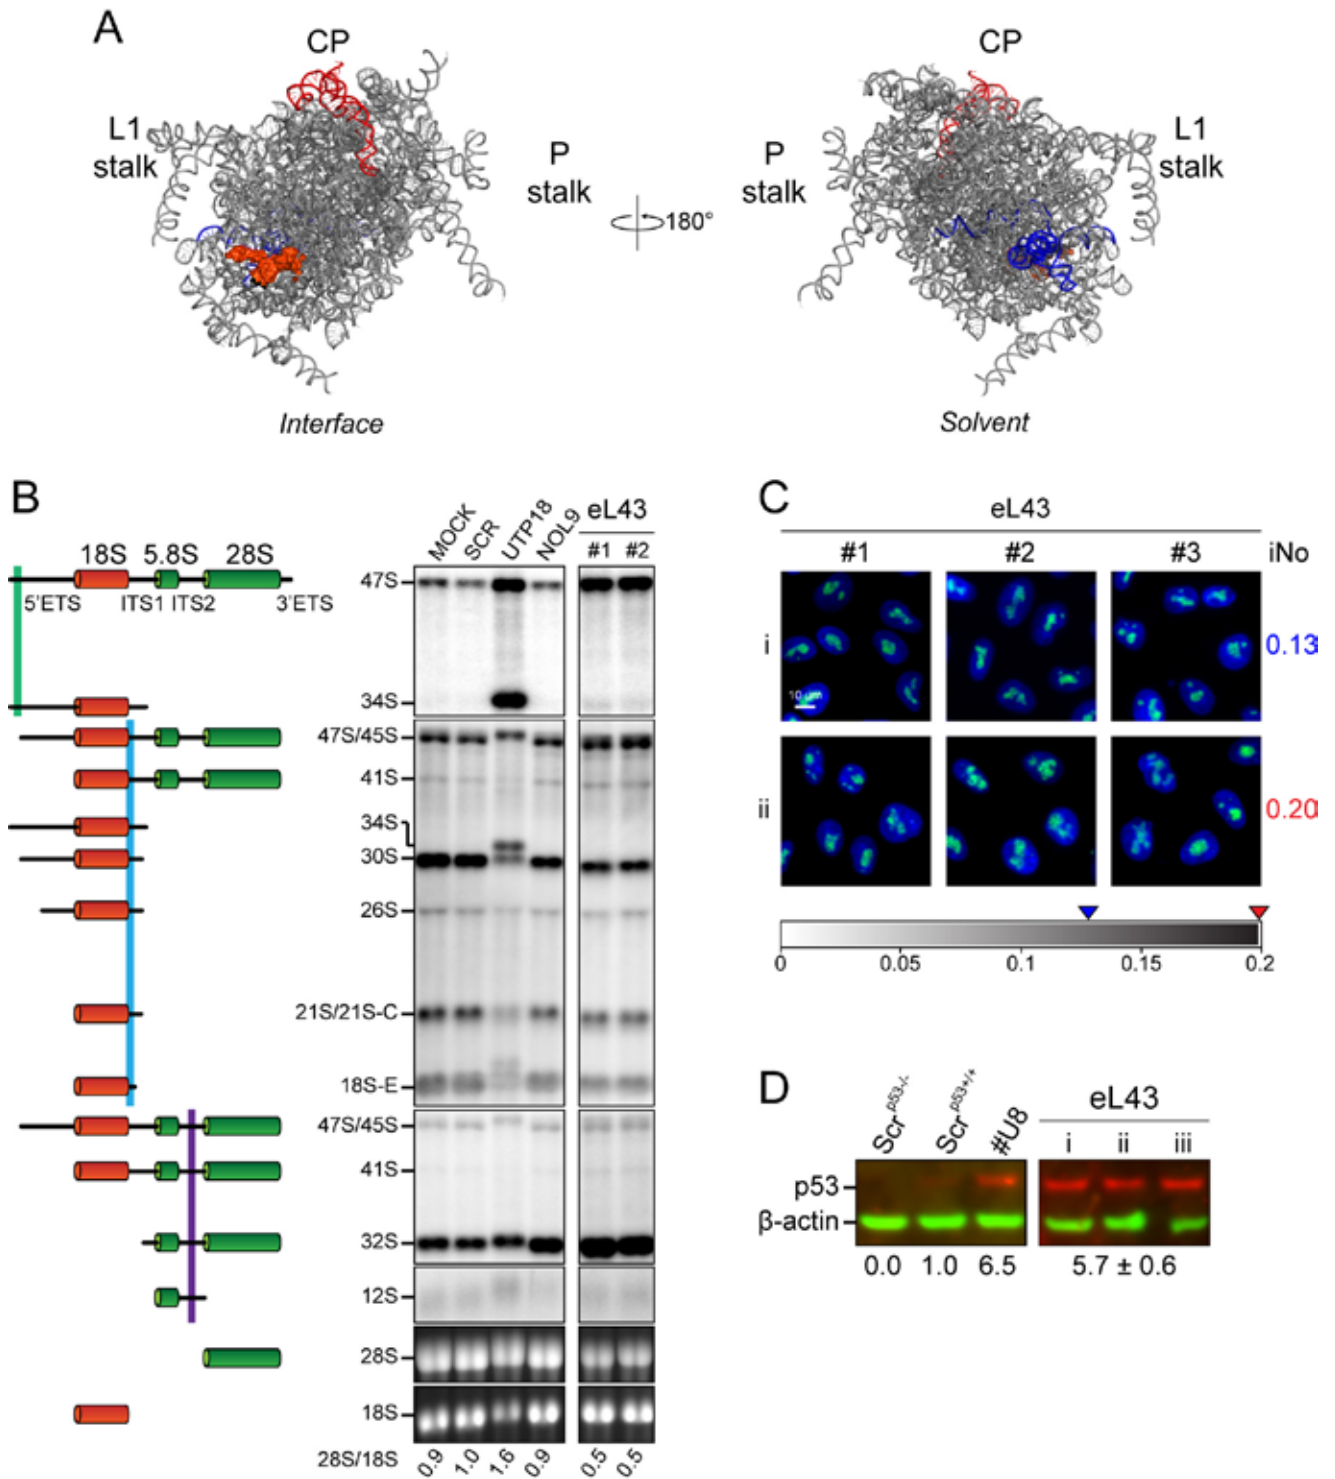 A
CP
CP
L1 stalk
P stalk
180°
P stalk
L1 stalk
Interface
Solvent
B
18S 5.8S 28S
5'ETS ITS1 ITS2 3'ETS
MOCK SCR UTP18 NOL9 eL43
#1 #2
47S
34S
47S/45S
41S
34S
30S
26S
21S/21S-C
18S-E
47S/45S
41S
32S
12S
28S
18S
28S/18S 0.9 1.0 1.6 0.9 0.5 0.5
C
eL43
#1 #2 #3 iNo
i 0.13
10 µm
ii 0.20
0 0.05 0.1 0.15 0.2
D
Scr p53-/- Scr p53+/+ #U8 eL43
i ii iii
p53
β-actin
0.0 1.0 6.5 5.7 ± 0.6